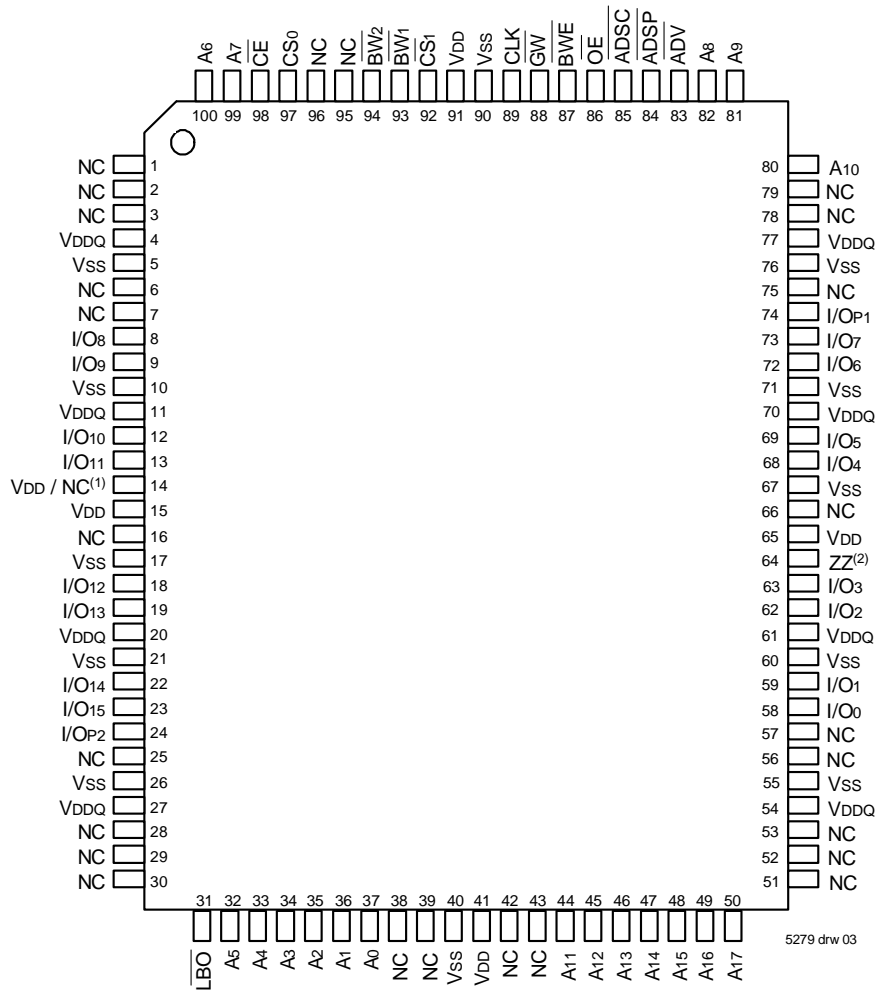 A6 A7 CE CS0 NC NC BW2 BW1 CS1 VDD VSS CLK GW BWE OE ADSC ADSP ADV A8 A9
100 99 98 97 96 95 94 93 92 91 90 89 88 87 86 85 84 83 82 81
NC 1 80 A10
NC 2 79 NC
NC 3 78 NC
VDDQ 4 77 VDDQ
VSS 5 76 VSS
NC 6 75 NC
NC 7 74 I/OP1
I/O8 8 73 I/O7
I/O9 9 72 I/O6
VSS 10 71 VSS
VDDQ 11 70 VDDQ
I/O10 12 69 I/O5
I/O11 13 68 I/O4
VDD / NC(1) 14 67 VSS
VDD 15 66 NC
NC 16 65 VDD
VSS 17 64 ZZ(2)
I/O12 18 63 I/O3
I/O13 19 62 I/O2
VDDQ 20 61 VDDQ
VSS 21 60 VSS
I/O14 22 59 I/O1
I/O15 23 58 I/O0
I/OP2 24 57 NC
NC 25 56 NC
VSS 26 55 VSS
VDDQ 27 54 VDDQ
NC 28 53 NC
NC 29 52 NC
NC 30 51 NC
31 32 33 34 35 36 37 38 39 40 41 42 43 44 45 46 47 48 49 50
LBO A5 A4 A3 A2 A1 A0 NC NC VSS VDD NC NC A11 A12 A13 A14 A15 A16 A17
5279 drw 03